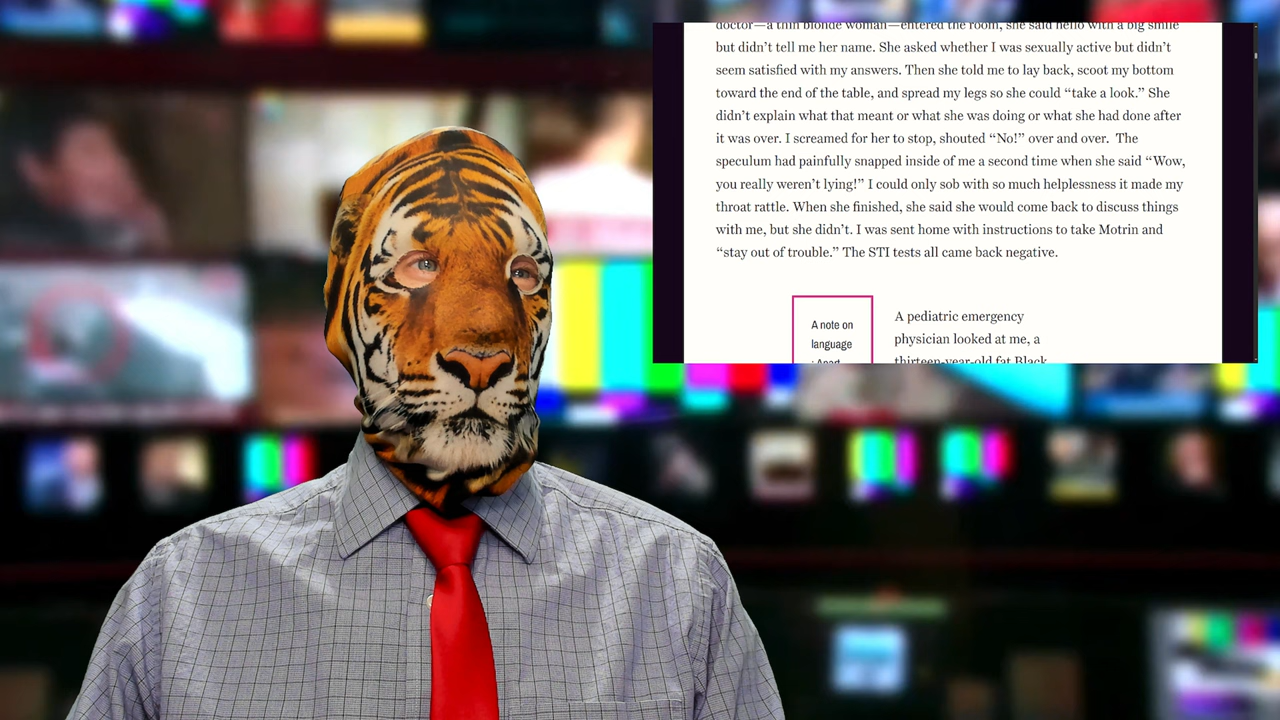 doctor—a thin blonde woman—entered the room, she said hello with a big smile
but didn’t tell me her name. She asked whether I was sexually active but didn’t
seem satisfied with my answers. Then she told me to lay back, scoot my bottom
toward the end of the table, and spread my legs so she could “take a look.” She
didn’t explain what that meant or what she was doing or what she had done after
it was over. I screamed for her to stop, shouted “No!” over and over.  The
speculum had painfully snapped inside of me a second time when she said “Wow,
you really weren’t lying!” I could only sob with so much helplessness it made my
throat rattle. When she finished, she said she would come back to discuss things
with me, but she didn’t. I was sent home with instructions to take Motrin and
“stay out of trouble.” The STI tests all came back negative.
A note on
language
A pediatric emergency
physician looked at me, a
thirteen-year-old fat Black